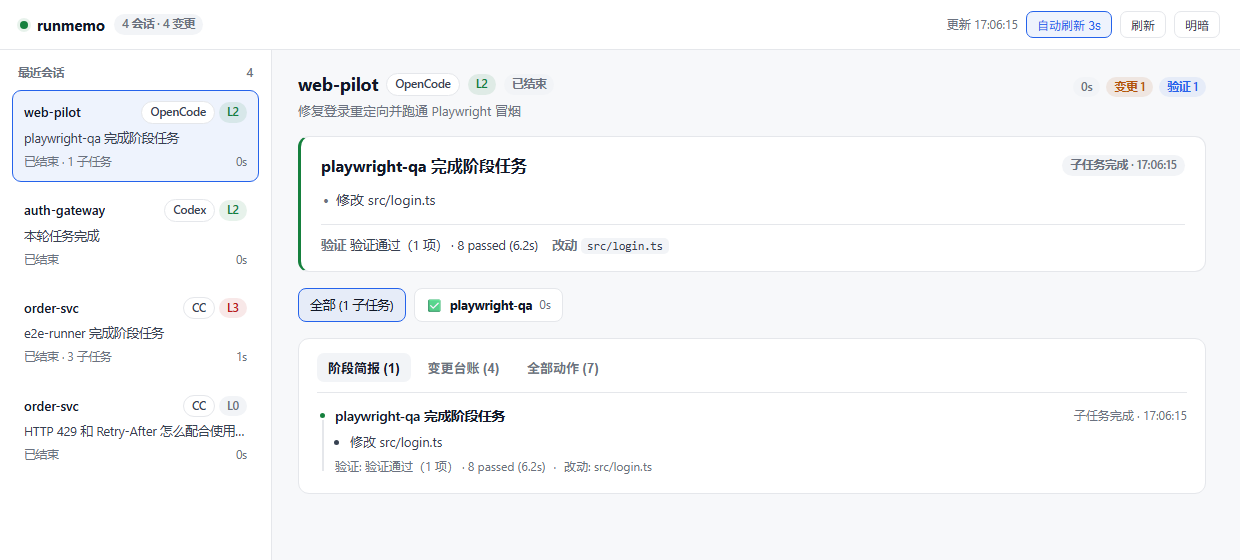 runmemo 4 会话 · 4 变更 更新 17:06:15 自动刷新 3s 刷新 明暗
最近会话 4
web-pilot OpenCode L2
playwright-qa 完成阶段任务
已结束 · 1 子任务 0s
auth-gateway Codex L2
本轮任务完成
已结束 0s
order-svc CC L3
e2e-runner 完成阶段任务
已结束 · 3 子任务 1s
order-svc CC L0
HTTP 429 和 Retry-After 怎么配合使用...
已结束 0s
web-pilot OpenCode L2 已结束 0s 变更 1 验证 1
修复登录重定向并跑通 Playwright 冒烟
playwright-qa 完成阶段任务 子任务完成 · 17:06:15
• 修改 src/login.ts
验证 验证通过（1 项） · 8 passed (6.2s) 改动 src/login.ts
全部 (1 子任务) ✅ playwright-qa 0s
阶段简报 (1) 变更台账 (4) 全部动作 (7)
playwright-qa 完成阶段任务 子任务完成 · 17:06:15
• 修改 src/login.ts
验证: 验证通过（1 项） · 8 passed (6.2s) · 改动: src/login.ts